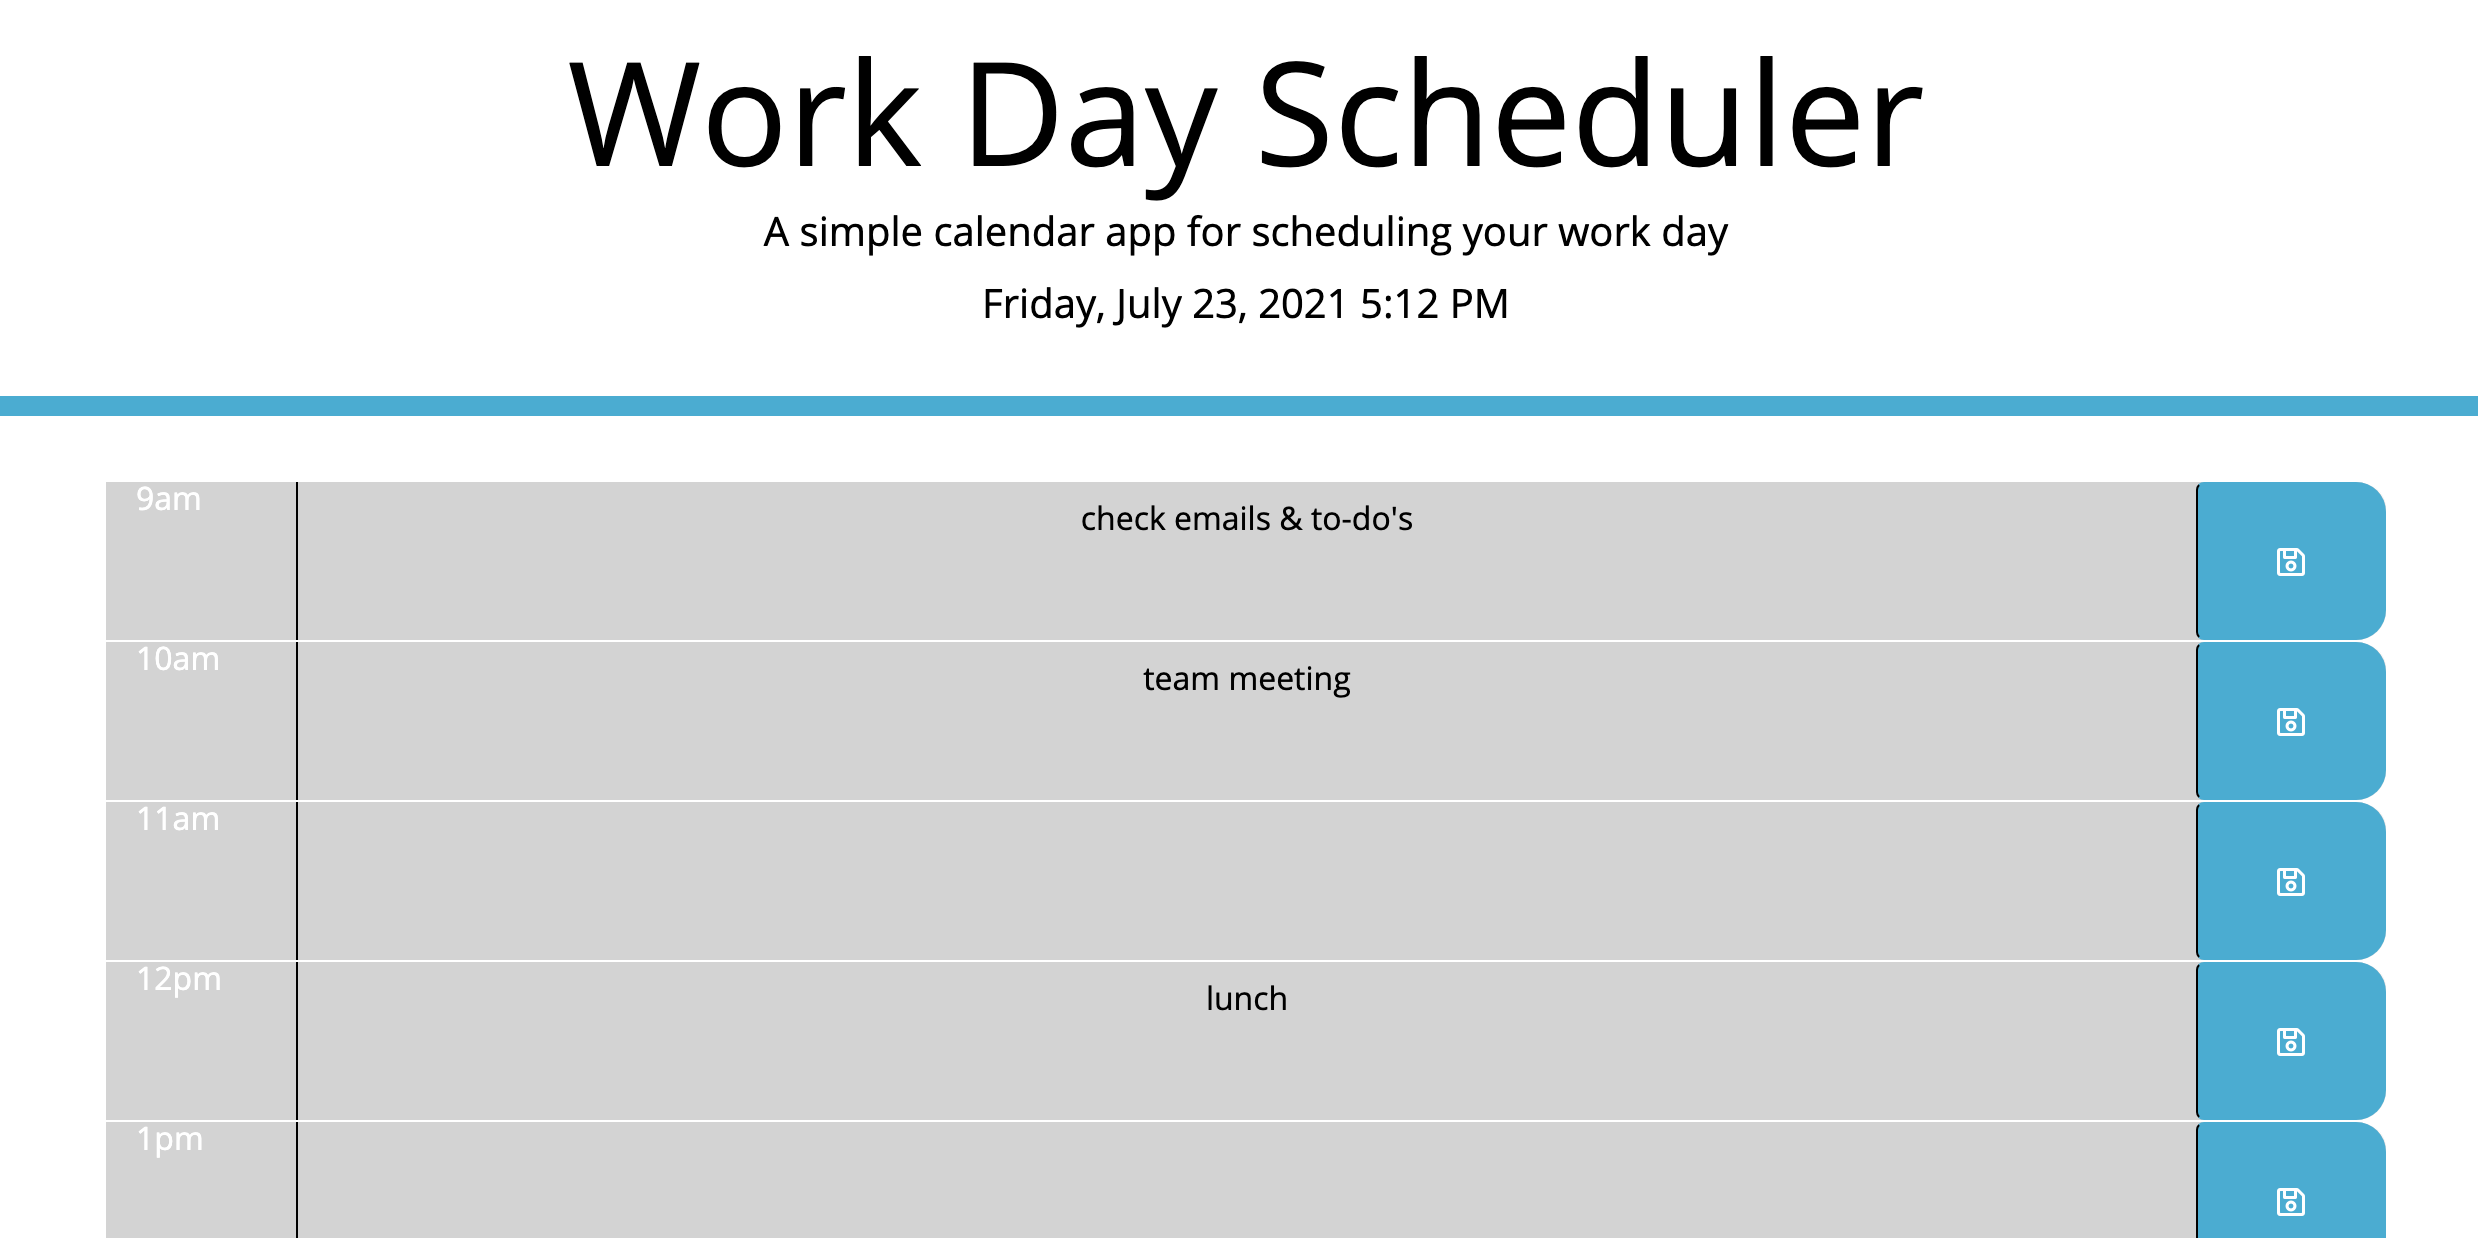 Work Day Scheduler
A simple calendar app for scheduling your work day
Friday, July 23, 2021 5:12 PM
9am
check emails & to-do's
10am
team meeting
11am
12pm
lunch
1pm